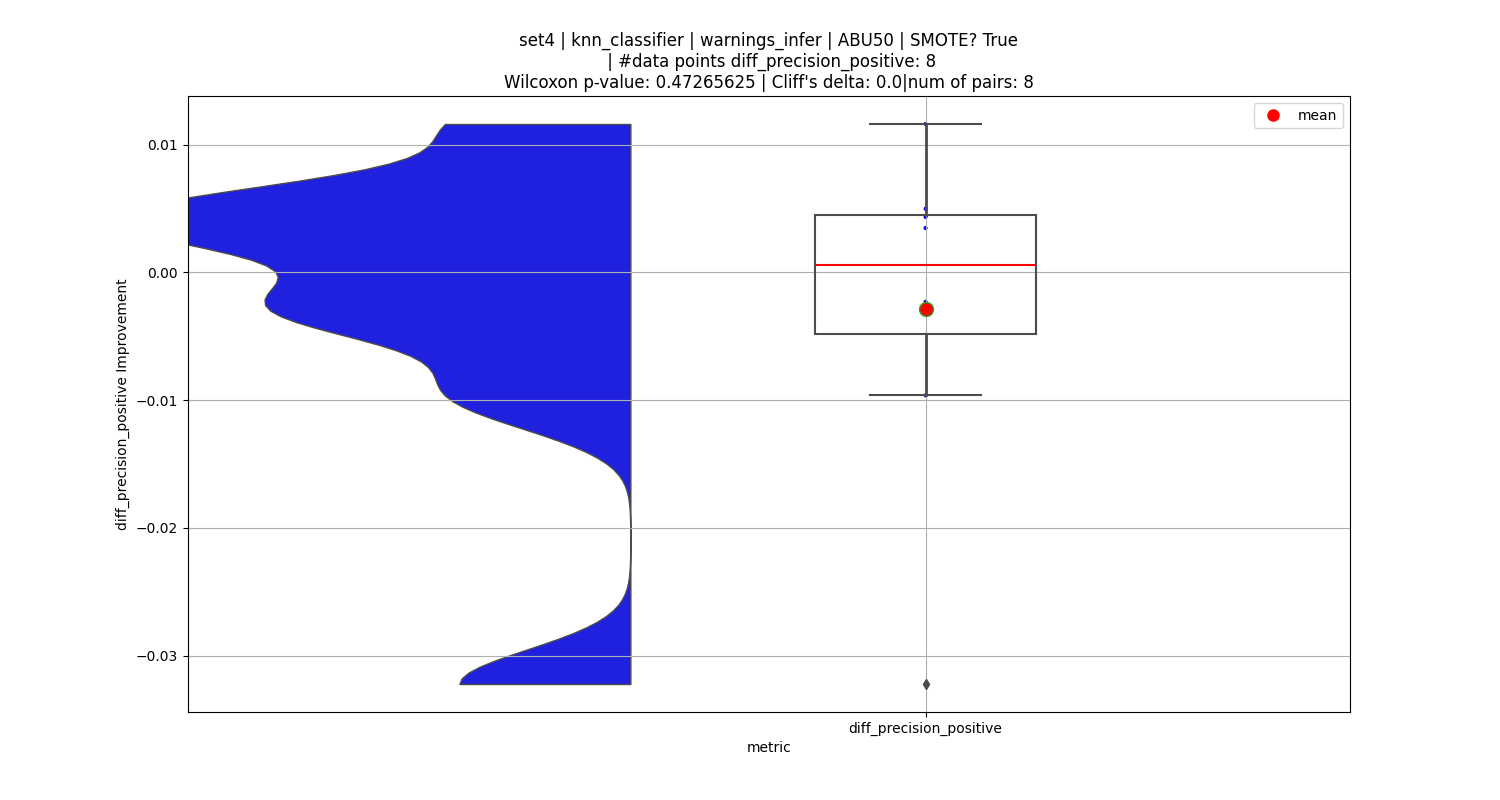 set4 | knn_classifier | warnings_infer | ABU50 | SMOTE? True
| #data points diff_precision_positive: 8
Wilcoxon p-value: 0.47265625 | Cliff's delta: 0.0|num of pairs: 8
mean
0.01
0.00
−0.01
−0.02
−0.03
diff_precision_positive Improvement
diff_precision_positive
metric